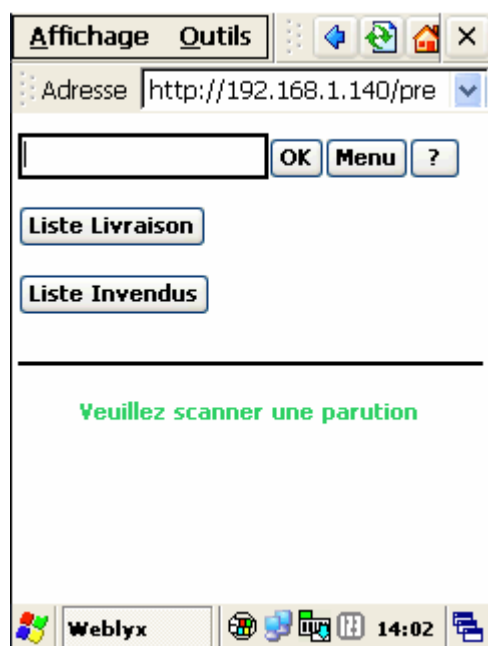 Affichage Outils
Adresse http://192.168.1.140/pre
OK Menu ?
Liste Livraison
Liste Invendus
Veuillez scanner une parution
Weblyx 14:02